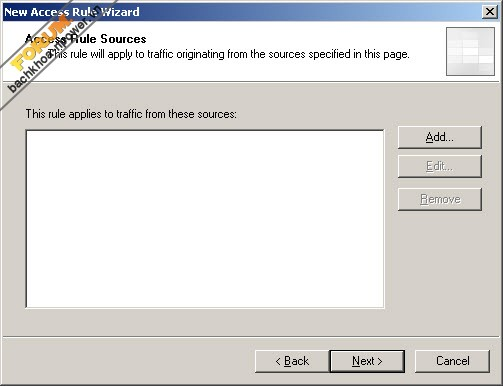 New Access Rule Wizard
FORUM
Access Rule Sources
This rule will apply to traffic originating from the sources specified in this page.
This rule applies to traffic from these sources:
Add...
Edit...
Remove
< Back
Next >
Cancel